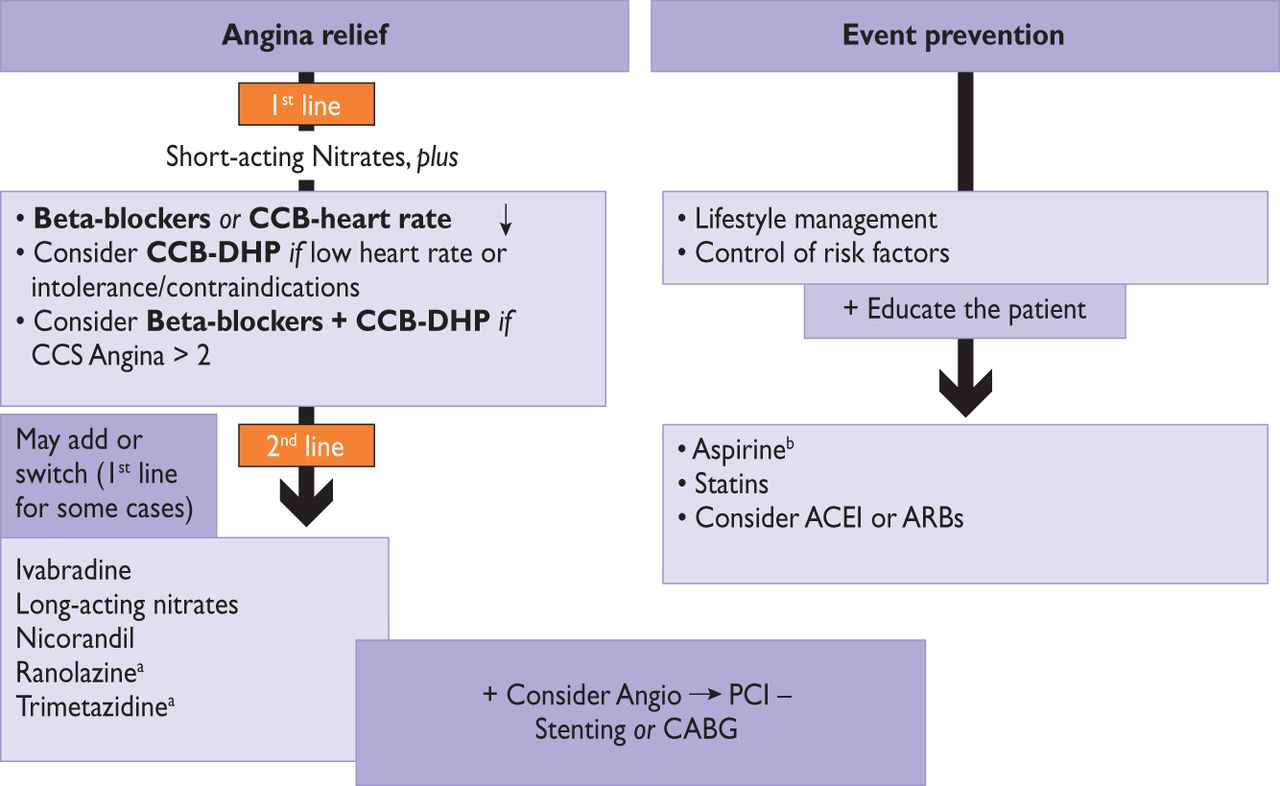 Angina relief
1st line
Short-acting Nitrates, plus
• Beta-blockers or CCB-heart rate ↓
• Consider CCB-DHP if low heart rate or
intolerance/contraindications
• Consider Beta-blockers + CCB-DHP if
CCS Angina > 2
2nd line
May add or
switch (1st line
for some cases)
Ivabradine
Long-acting nitrates
Nicorandil
Ranolazineᵃ
Trimetazidineᵃ
+ Consider Angio → PCI –
Stenting or CABG
Event prevention
• Lifestyle management
• Control of risk factors
+ Educate the patient
• Aspirineᵇ
• Statins
• Consider ACEI or ARBs